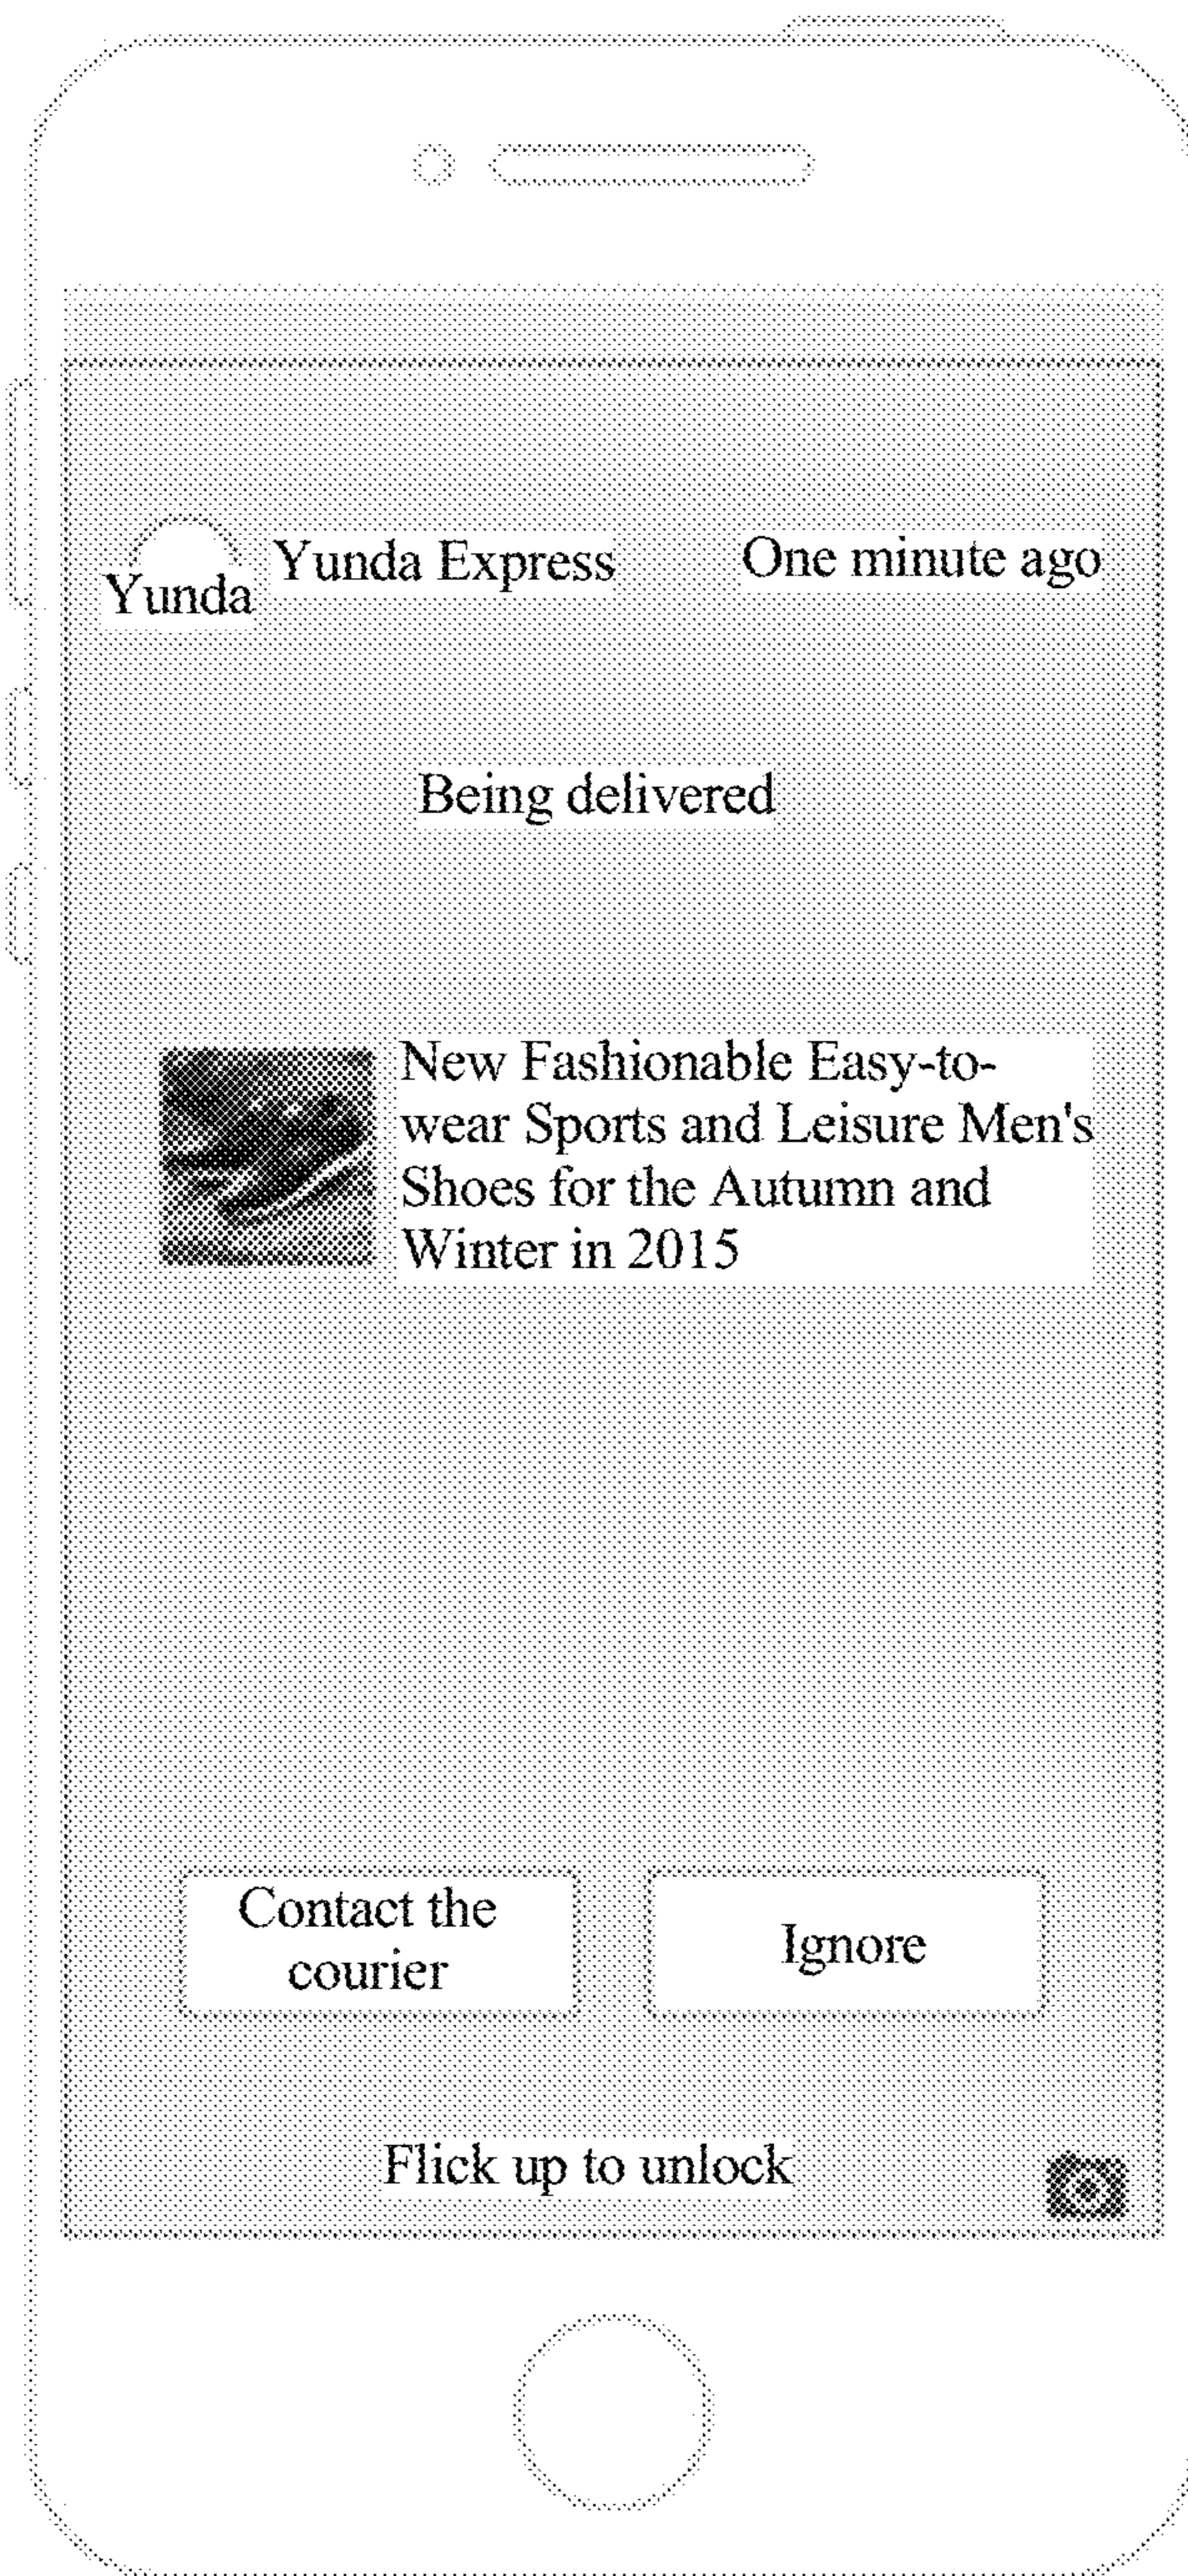 Yunda
Yunda Express
One minute ago
Being delivered
New Fashionable Easy-to-
wear Sports and Leisure Men's
Shoes for the Autumn and
Winter in 2015
Contact the
courier
Ignore
Flick up to unlock